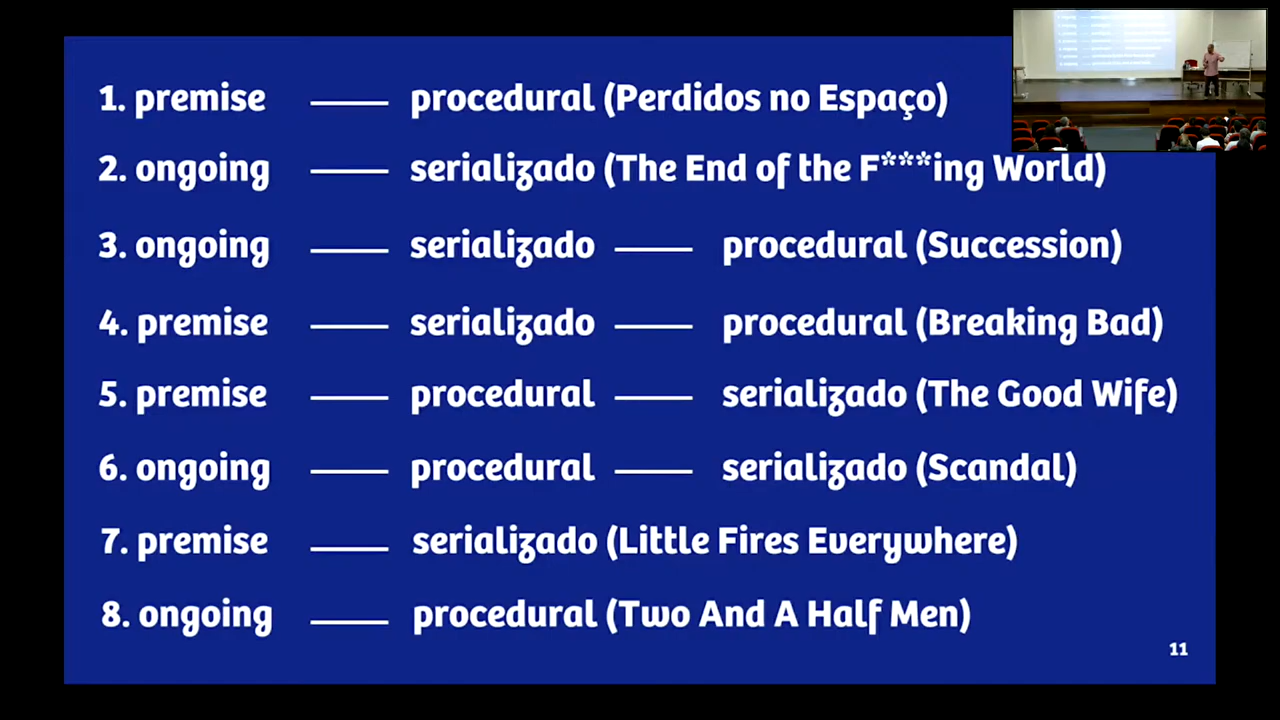 1. premise ——— procedural (Perdidos no Espaço)
2. ongoing ——— serializado (The End of the F***ing World)
3. ongoing ——— serializado ——— procedural (Succession)
4. premise ——— serializado ——— procedural (Breaking Bad)
5. premise ——— procedural ——— serializado (The Good Wife)
6. ongoing ——— procedural ——— serializado (Scandal)
7. premise ——— serializado (Little Fires Everywhere)
8. ongoing ——— procedural (Two And A Half Men)
11